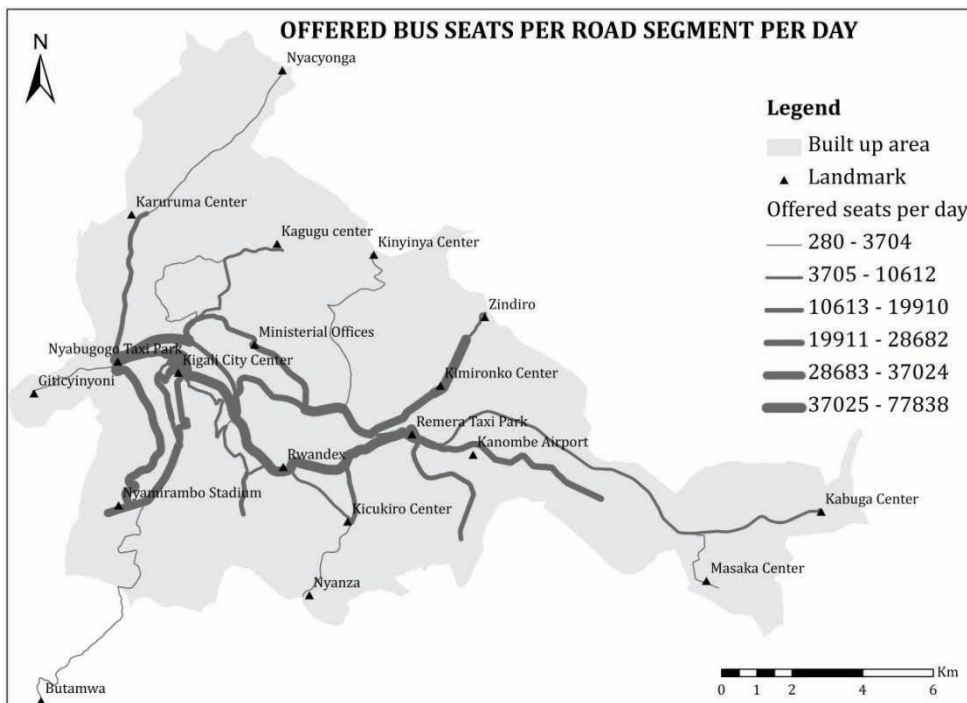 OFFERED BUS SEATS PER ROAD SEGMENT PER DAY
N
Nyacyonga
Legend
Built up area
Landmark
Offered seats per day
280 - 3704
3705 - 10612
10613 - 19910
19911 - 28682
28683 - 37024
37025 - 77838
Karuruma Center
Kagugu center
Kinyinya Center
Zindiro
Ministerial Offices
Nyabugogo Taxi Park
Kigali City Center
Giticyinyoni
Kimironko Center
Remera Taxi Park
Kanombe Airport
Rwandex
Nyamirambo Stadium
Kicukiro Center
Kabuga Center
Masaka Center
Nyanza
Butamwa
Km
0 1 2 4 6